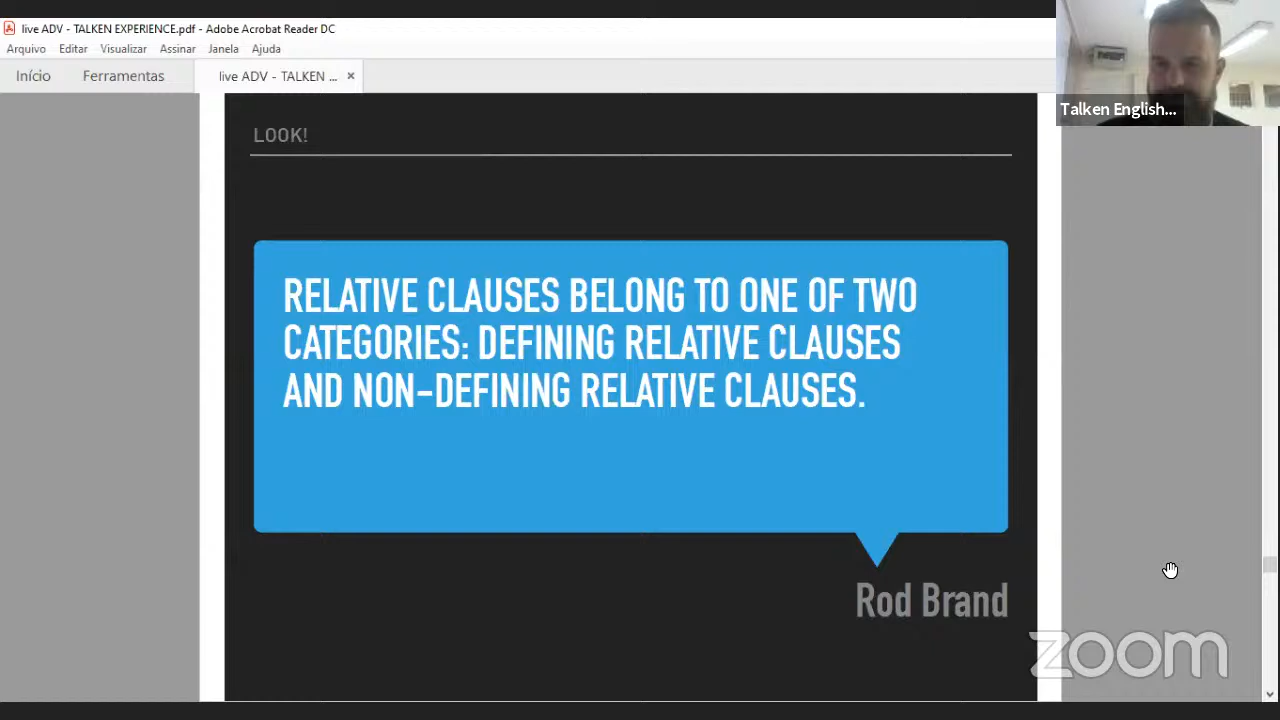 live ADV - TALKEN EXPERIENCE.pdf - Adobe Acrobat Reader DC
Arquivo Editar Visualizar Assinar Janela Ajuda
Início Ferramentas live ADV - TALKEN ... ×
Talken English...
LOOK!
RELATIVE CLAUSES BELONG TO ONE OF TWO
CATEGORIES: DEFINING RELATIVE CLAUSES
AND NON-DEFINING RELATIVE CLAUSES.
Rod Brand
zoom